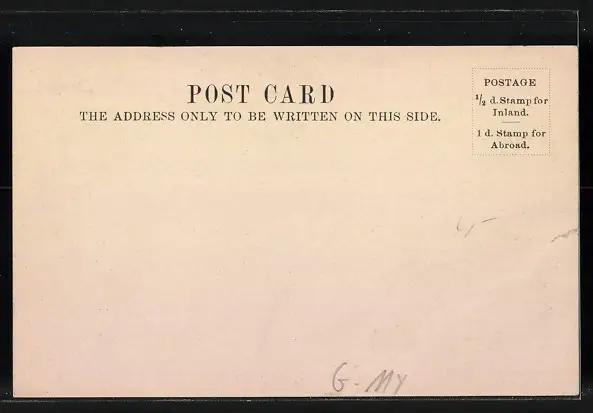 POST CARD
THE ADDRESS ONLY TO BE WRITTEN ON THIS SIDE.
POSTAGE
1/2 d. Stamp for
Inland.
1 d. Stamp for
Abroad.
G-MY